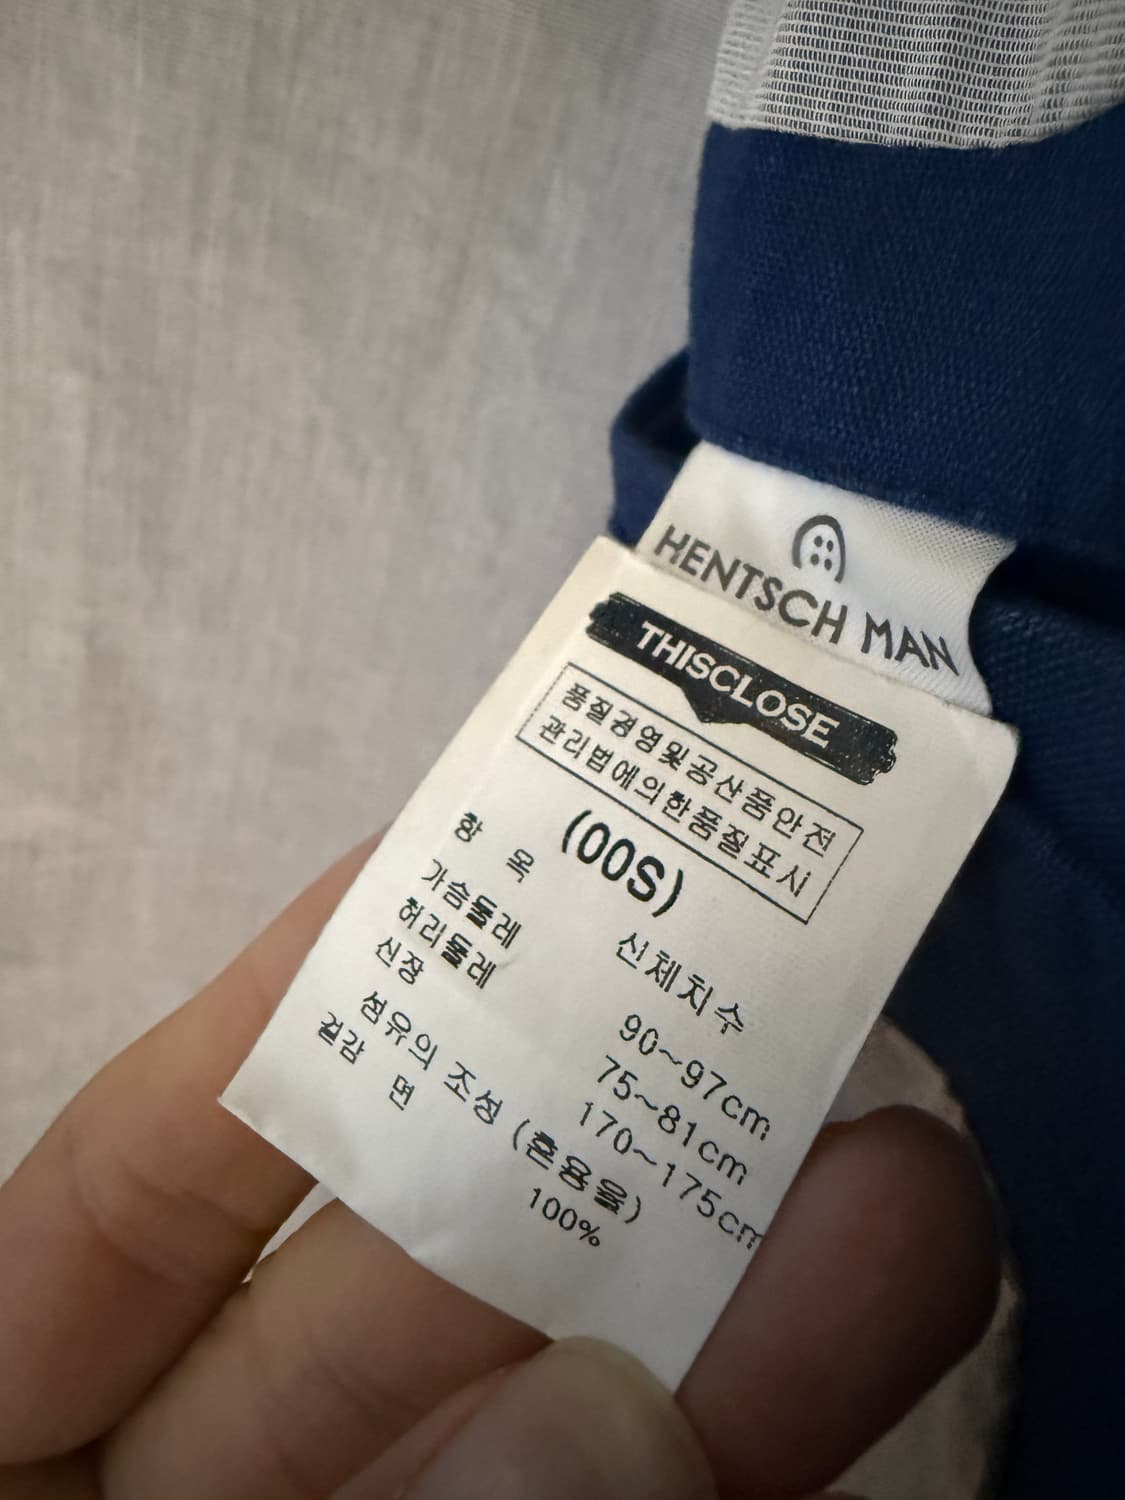 HENTSCH MAN
THISCLOSE
품질경영및공산품안전
관리법에의한품질표시
(00S)
항 목 신체치수
가슴둘레 90~97cm
허리둘레 75~81cm
신장 170~175cm
섬유의 조성 (혼용율)
겉감 면 100%